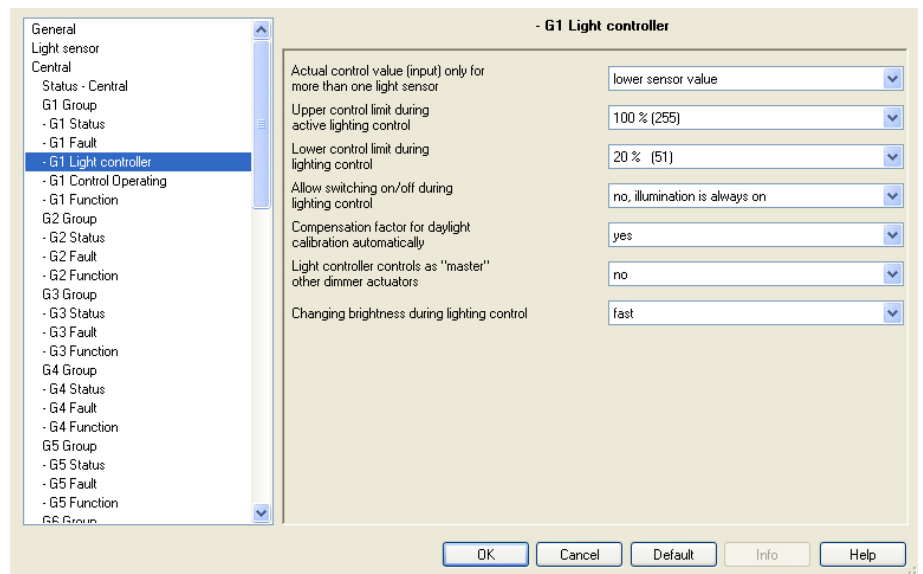 General
Light sensor
Central
Status - Central
G1 Group
- G1 Status
- G1 Fault
- G1 Light controller
- G1 Control Operating
- G1 Function
G2 Group
- G2 Status
- G2 Fault
- G2 Function
G3 Group
- G3 Status
- G3 Fault
- G3 Function
G4 Group
- G4 Status
- G4 Fault
- G4 Function
G5 Group
- G5 Status
- G5 Fault
- G5 Function
G6 Group
- G1 Light controller
Actual control value (input) only for
more than one light sensor
lower sensor value
Upper control limit during
active lighting control
100 % (255)
Lower control limit during
lighting control
20 % (51)
Allow switching on/off during
lighting control
no, illumination is always on
Compensation factor for daylight
calibration automatically
yes
Light controller controls as "master"
other dimmer actuators
no
Changing brightness during lighting control
fast
OK
Cancel
Default
Info
Help